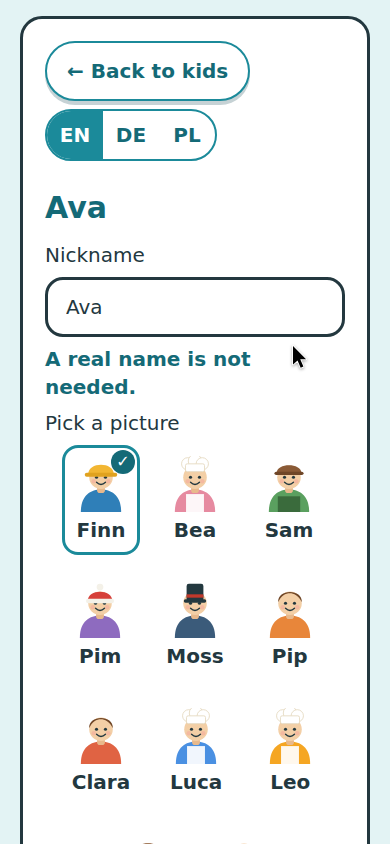 ← Back to kids
EN DE PL
Ava
Nickname
Ava
A real name is not
needed.
Pick a picture
Finn Bea Sam
Pim Moss Pip
Clara Luca Leo